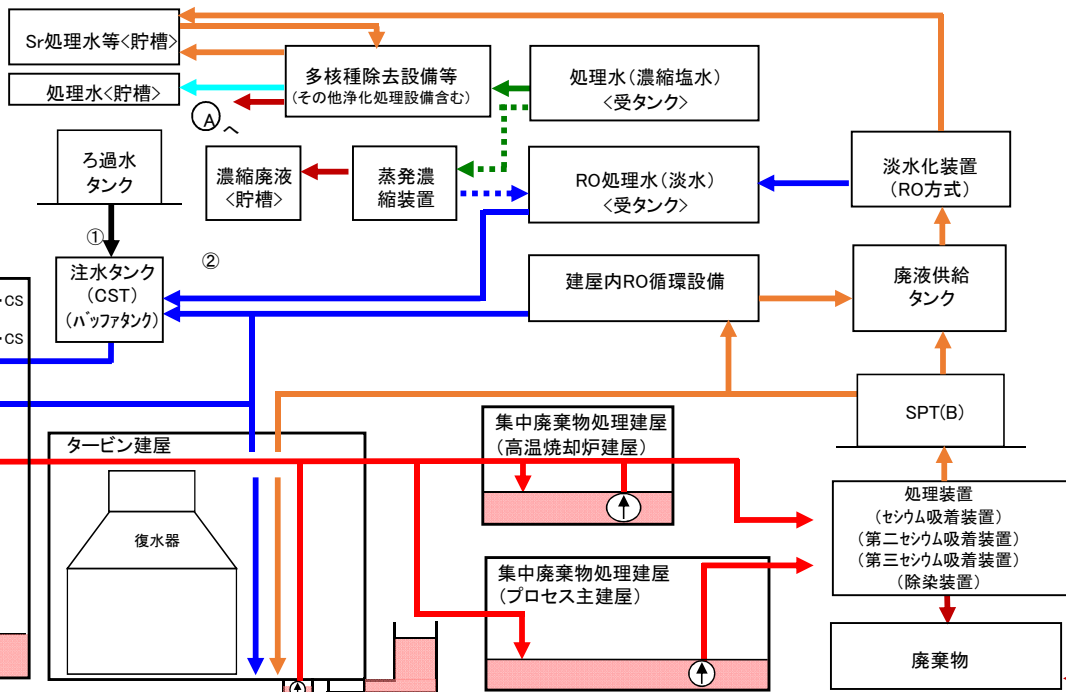 Sr処理水等<貯槽>
処理水<貯槽>
多核種除去設備等
(その他浄化処理設備含む)
処理水(濃縮塩水)
<受タンク>
A へ
ろ過水
タンク
濃縮廃液
<貯槽>
蒸発濃
縮装置
RO処理水(淡水)
<受タンク>
淡水化装置
(RO方式)
①
②
注水タンク
(CST)
(バッファタンク)
建屋内RO循環設備
廃液供給
タンク
・CS
・CS
SPT(B)
タービン建屋
復水器
集中廃棄物処理建屋
(高温焼却炉建屋)
集中廃棄物処理建屋
(プロセス主建屋)
処理装置
(セシウム吸着装置)
(第二セシウム吸着装置)
(第三セシウム吸着装置)
(除染装置)
廃棄物